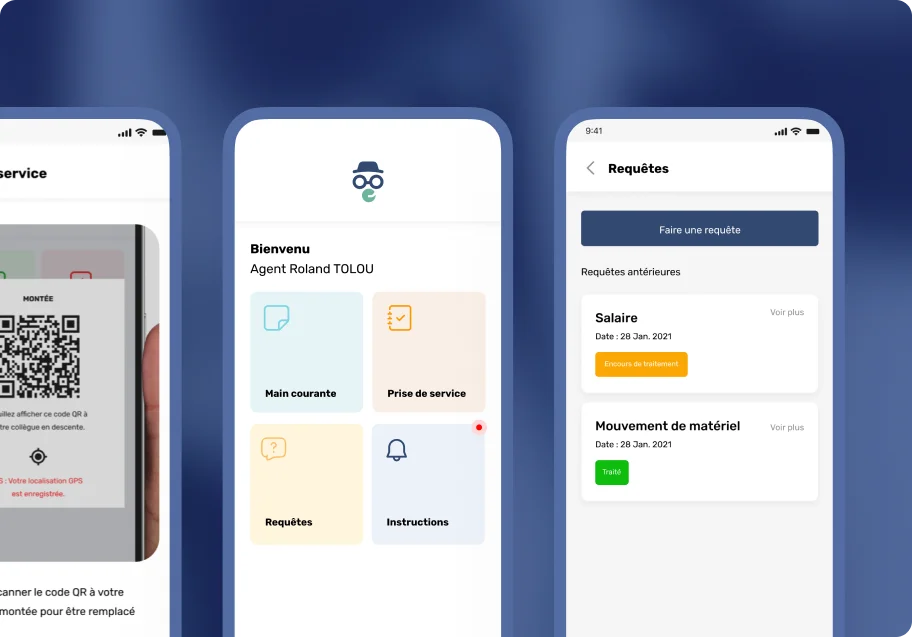 service
MONTÉE
uillez afficher ce code QR à
tre collègue en descente.
S : Votre localisation GPS
est enregistrée.
canner le code QR à votre
montée pour être remplacé
Bienvenu
Agent Roland TOLOU
Main courante
Prise de service
?
Requêtes
Instructions
9:41
Requêtes
Faire une requête
Requêtes antérieures
Salaire
Voir plus
Date : 28 Jan. 2021
Encours de traitement
Mouvement de matériel
Voir plus
Date : 28 Jan. 2021
Traité